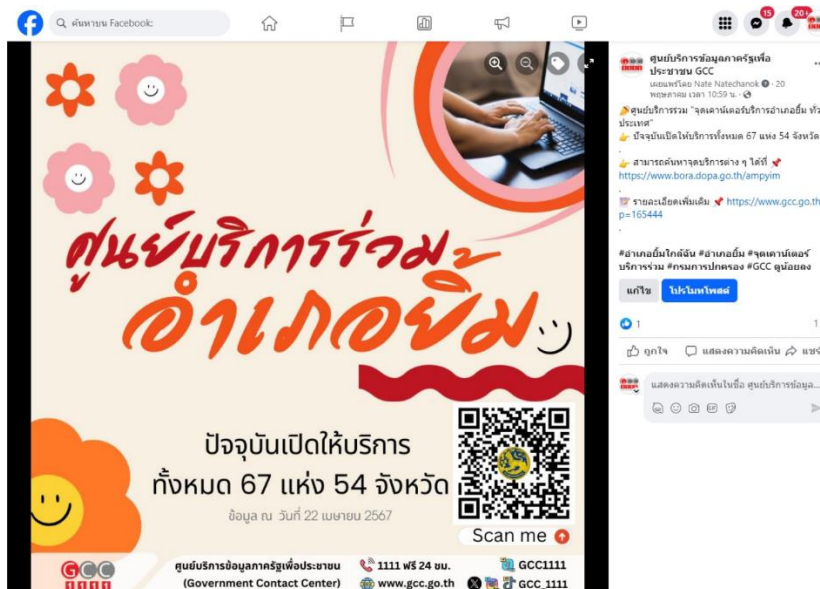 ค้นหาบน Facebook:
15
20+
ศูนย์บริการร่วม
อำเภอยิ้ม
ปัจจุบันเปิดให้บริการ
ทั้งหมด 67 แห่ง 54 จังหวัด
ข้อมูล ณ วันที่ 22 เมษายน 2567
Scan me
GCC
1111
ศูนย์บริการข้อมูลภาครัฐเพื่อประชาชน
(Government Contact Center)
1111 ฟรี 24 ชม.
www.gcc.go.th
GCC1111
GCC_1111
ศูนย์บริการข้อมูลภาครัฐเพื่อ
ประชาชน GCC
เผยแพร่โดย Nate Natechanok · 20
พฤษภาคม เวลา 10:59 น. ·
ศูนย์บริการร่วม "จุดเคาน์เตอร์บริการอำเภอยิ้ม ทั่ว
ประเทศ"
ปัจจุบันเปิดให้บริการทั้งหมด 67 แห่ง 54 จังหวัด
.
สามารถค้นหาจุดบริการต่าง ๆ ได้ที่
https://www.bora.dopa.go.th/ampyim
.
รายละเอียดเพิ่มเติม https://www.gcc.go.th
p=165444
.
#อำเภอยิ้มใกล้ฉัน #อำเภอยิ้ม #จุดเคาน์เตอร์
บริการร่วม #กรมการปกครอง #GCC
แก้ไข
โปรโมทโพสต์
1
1
ถูกใจ
แสดงความคิดเห็น
แชร์
แสดงความคิดเห็นในชื่อ ศูนย์บริการข้อมูล...